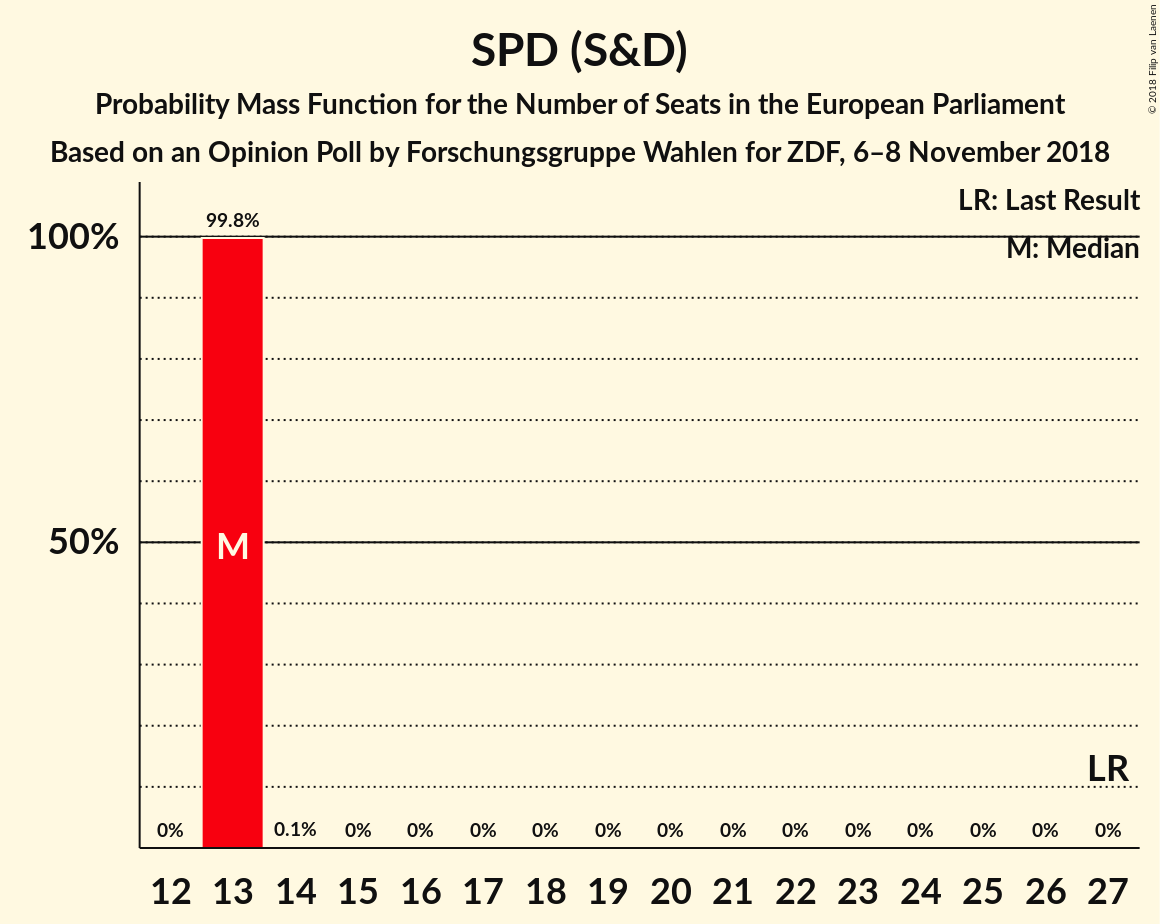 SPD (S&D)
Probability Mass Function for the Number of Seats in the European Parliament
Based on an Opinion Poll by Forschungsgruppe Wahlen for ZDF, 6–8 November 2018
© 2018 Filip van Laenen
LR: Last Result
M: Median
99.8%
100%
50%
M
LR
0% 0.1% 0% 0% 0% 0% 0% 0% 0% 0% 0% 0% 0% 0% 0%
12 13 14 15 16 17 18 19 20 21 22 23 24 25 26 27